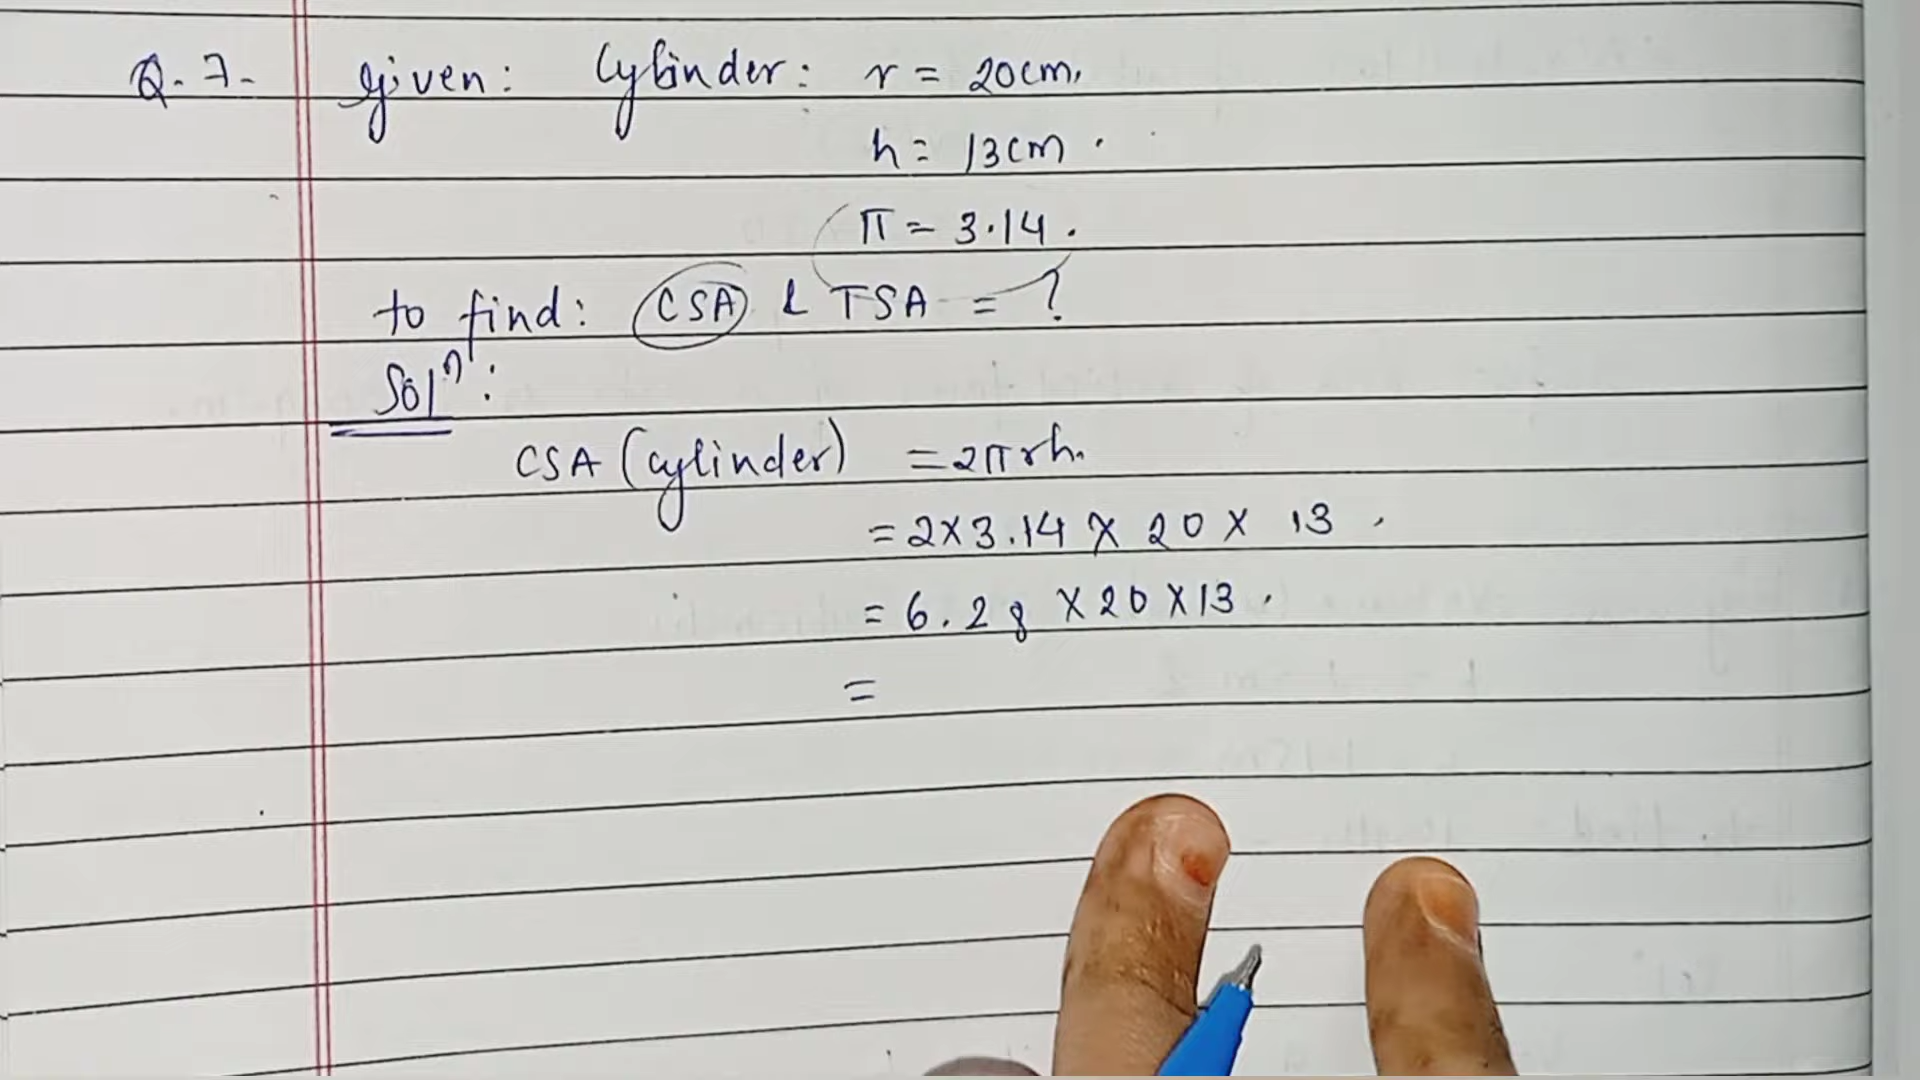 Q. 7. Given: Cylinder: r = 20cm.
h = 13cm.
π = 3.14.
to find: CSA & TSA = ?
Solⁿ:
CSA (cylinder) = 2πrh.
= 2×3.14 × 20 × 13.
= 6.28 ×20 ×13.
=